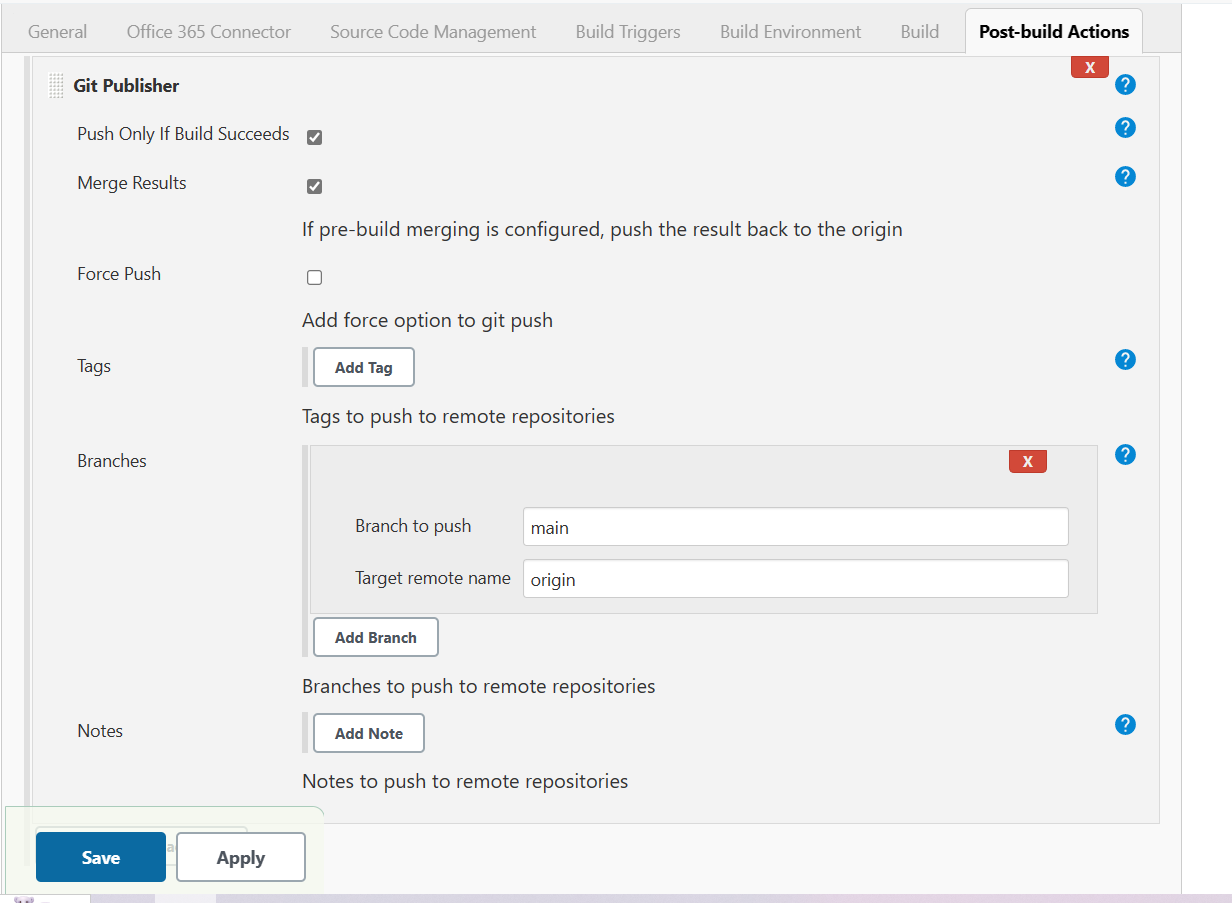 General Office 365 Connector Source Code Management Build Triggers Build Environment Build Post-build Actions
X
Git Publisher ?
Push Only If Build Succeeds ?
Merge Results ?
If pre-build merging is configured, push the result back to the origin
Force Push
Add force option to git push
Tags Add Tag ?
Tags to push to remote repositories
Branches X ?
Branch to push main
Target remote name origin
Add Branch
Branches to push to remote repositories
Notes Add Note ?
Notes to push to remote repositories
Save Apply